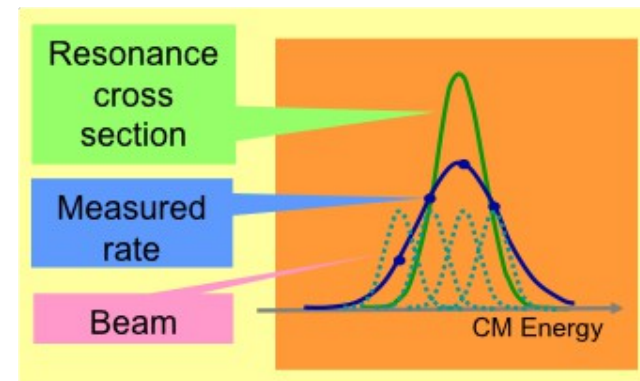 Resonance
cross
section
Measured
rate
Beam
CM Energy